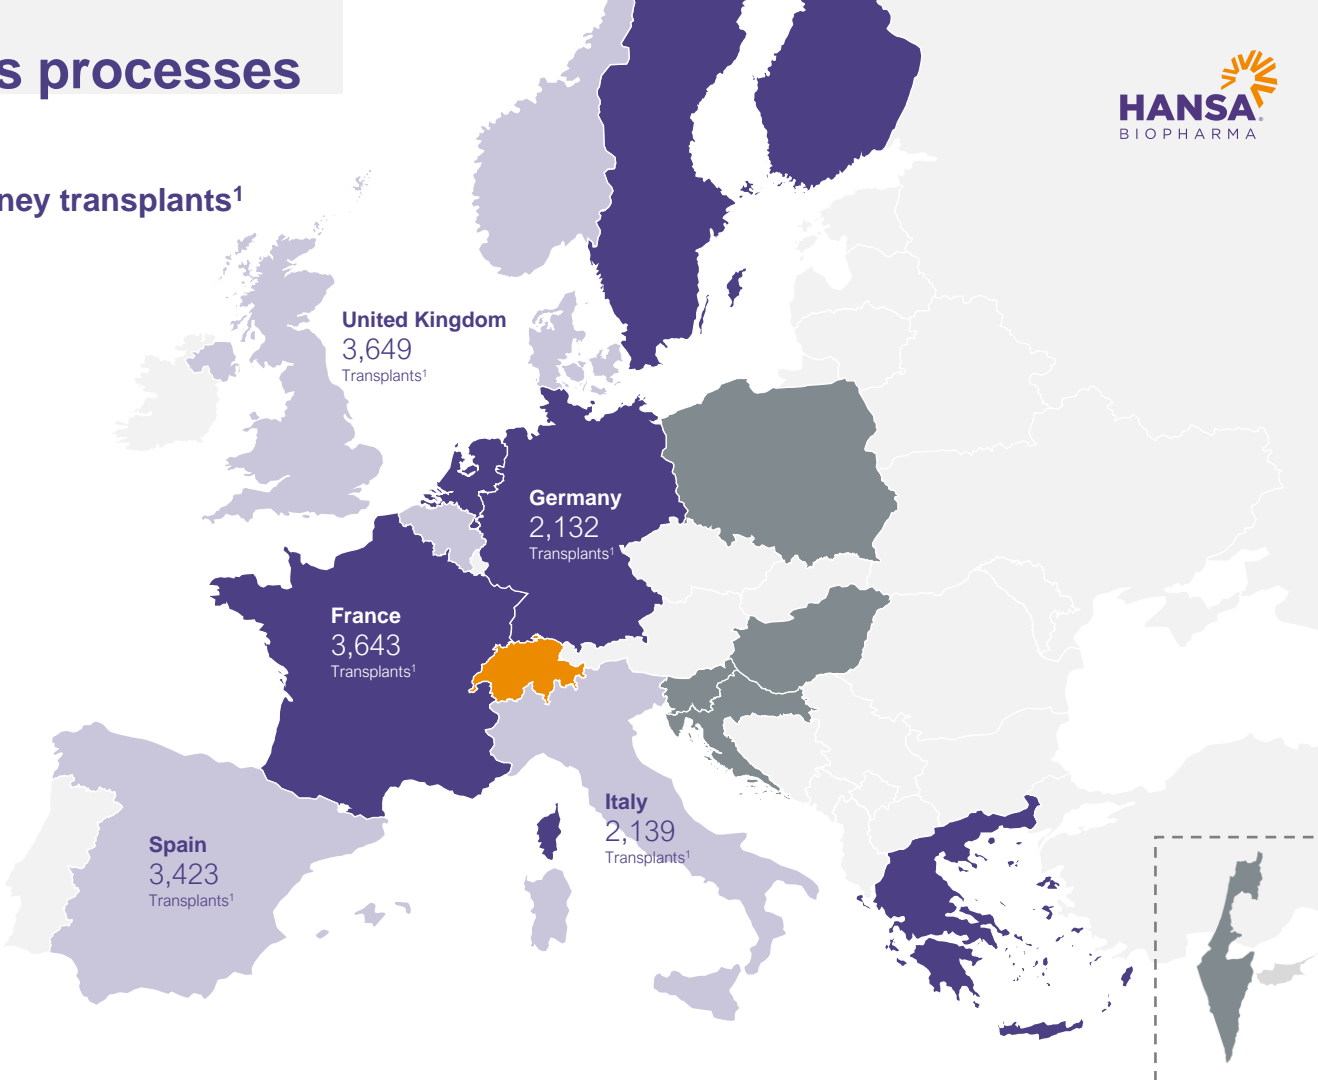 s processes
HANSA
BIOPHARMA
ney transplants¹
United Kingdom
3,649
Transplants¹
Germany
2,132
Transplants¹
France
3,643
Transplants¹
Italy
2,139
Transplants¹
Spain
3,423
Transplants¹